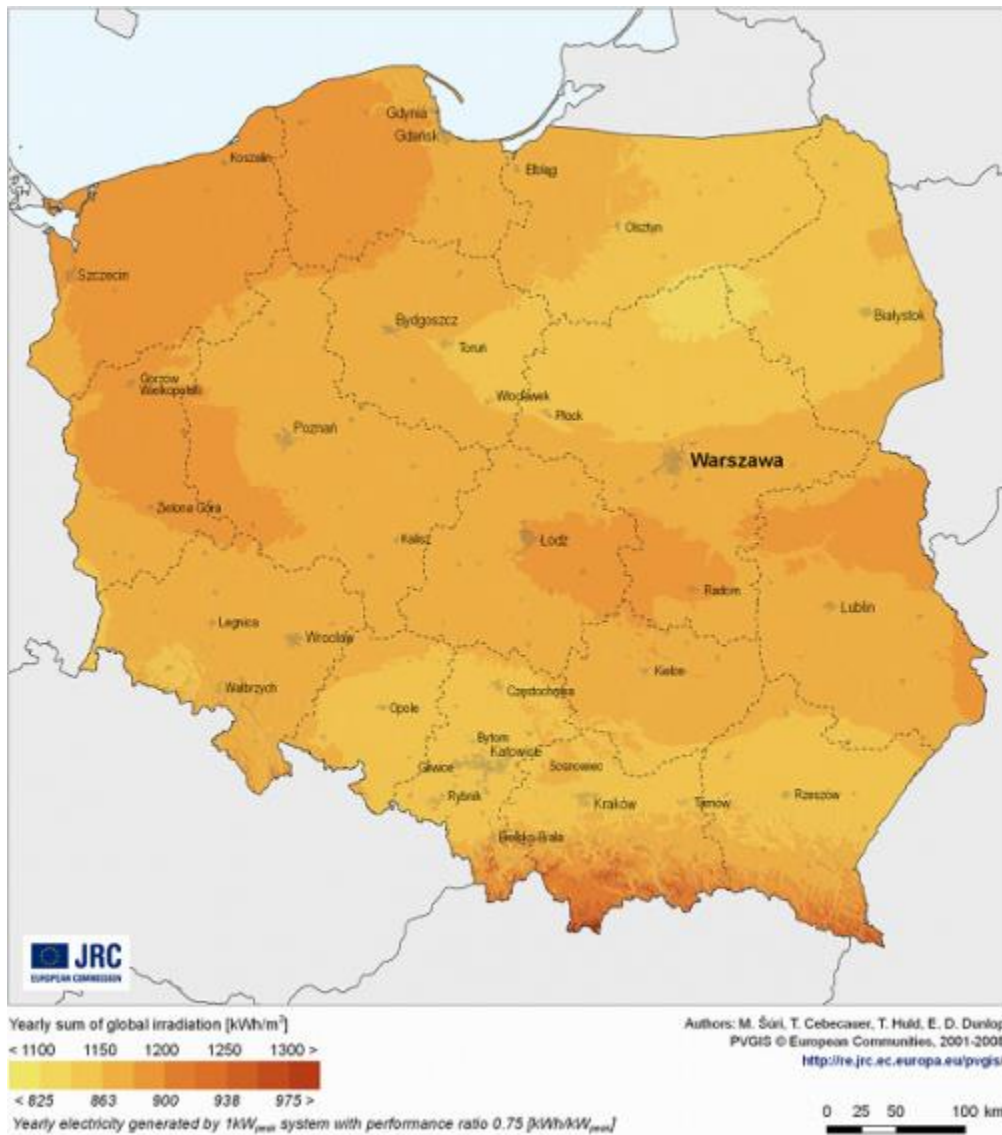 Gdynia
Gdańsk
Koszalin
Elbląg
Olsztyn
Szczecin
Białystok
Bydgoszcz
Toruń
Gorzów
Wielkopolski
Włocławek
Płock
Poznań
Warszawa
Zielona Góra
Kalisz
Łódź
Radom
Lublin
Legnica
Wrocław
Kielce
Wałbrzych
Częstochowa
Opole
Bytom
Katowice
Gliwice
Sosnowiec
Rybnik
Kraków
Tarnów
Rzeszów
Bielsko-Biała
JRC
EUROPEAN COMMISSION
Yearly sum of global irradiation [kWh/m²]
< 1100 1150 1200 1250 1300 >
< 825 863 900 938 975 >
Yearly electricity generated by 1kWpeak system with performance ratio 0.75 [kWh/kWpeak]
Authors: M. Šúri, T. Cebecauer, T. Huld, E. D. Dunlop
PVGIS © European Communities, 2001-2008
http://re.jrc.ec.europa.eu/pvgis/
0 25 50 100 km